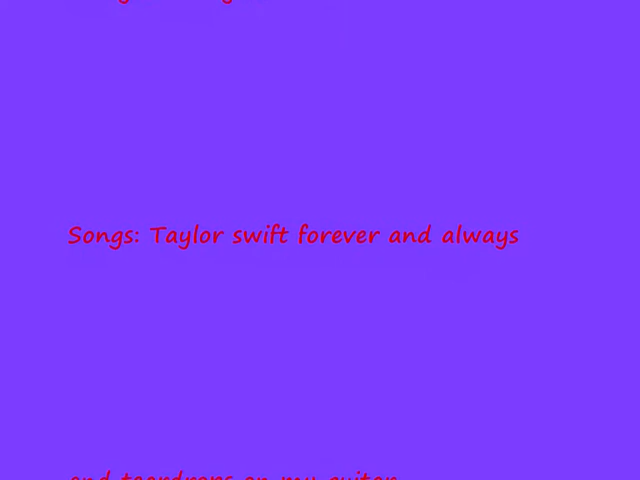 Songs: Taylor swift forever and always
and teardrops on my guitar